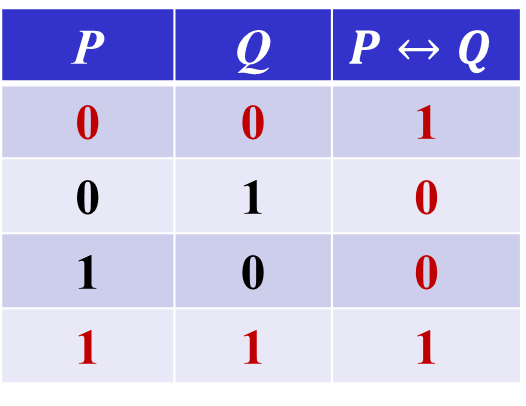 P Q P ↔ Q
0 0 1
0 1 0
1 0 0
1 1 1